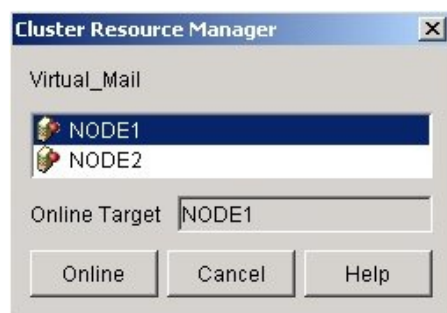 Cluster Resource Manager
Virtual_Mail
NODE1
NODE2
Online Target NODE1
Online Cancel Help